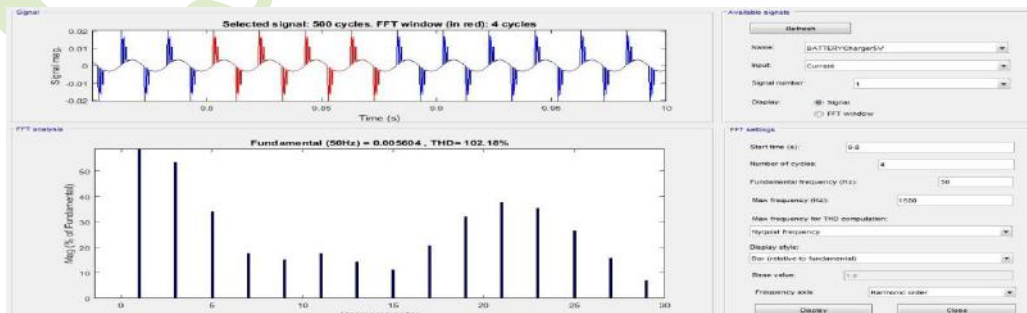 Signal
Selected signal: 500 cycles. FFT window (in red): 4 cycles
0.02
0.01
0
-0.01
-0.02
Signal mag.
9.8
9.85
9.9
9.95
10
Time (s)
FFT analysis
Fundamental (50Hz) = 0.005604 , THD= 102.18%
50
40
30
20
10
0
Mag (% of Fundamental)
0
5
10
15
20
25
30
Available signals
Refresh
Name:
BATTERYCharger5V
Input:
Current
Signal number:
1
Display:
Signal
FFT window
FFT settings
Start time (s):
9.8
Number of cycles:
4
Fundamental frequency (Hz):
50
Max frequency (Hz):
1500
Max frequency for THD computation:
Nyquist frequency
Display style:
Bar (relative to fundamental)
Base value:
1.0
Frequency axis:
Harmonic order
Display
Close